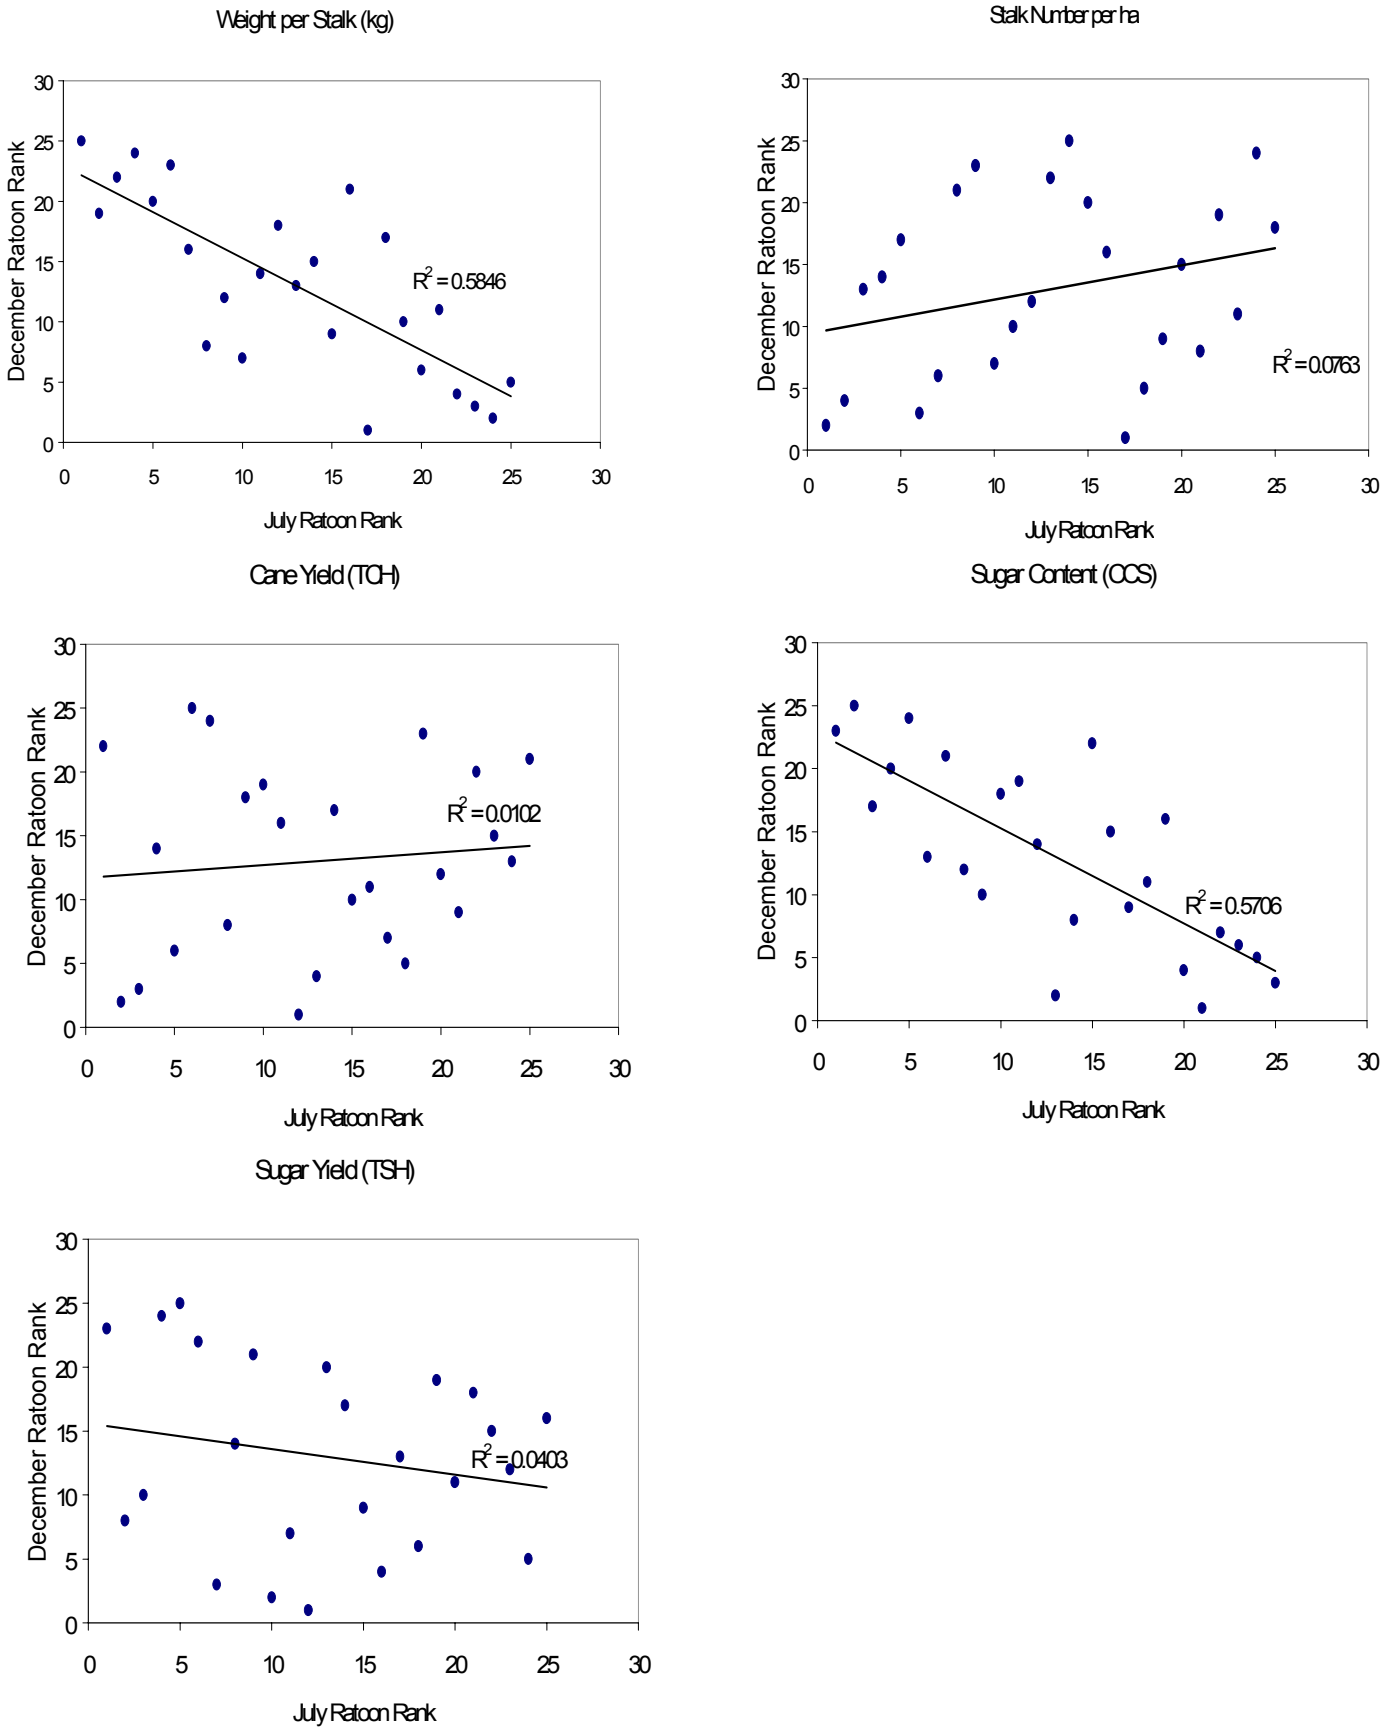 Weight per Stalk (kg)
30
25
20
15
10
5
0
December Ratoon Rank
R² = 0.5846
0 5 10 15 20 25 30
July Ratoon Rank
Stalk Number per ha
30
25
20
15
10
5
0
December Ratoon Rank
R² = 0.0763
0 5 10 15 20 25 30
July Ratoon Rank
Cane Yield (TCH)
30
25
20
15
10
5
0
December Ratoon Rank
R² = 0.0102
0 5 10 15 20 25 30
July Ratoon Rank
Sugar Content (CCS)
30
25
20
15
10
5
0
December Ratoon Rank
R² = 0.5706
0 5 10 15 20 25 30
July Ratoon Rank
Sugar Yield (TSH)
30
25
20
15
10
5
0
December Ratoon Rank
R² = 0.0403
0 5 10 15 20 25 30
July Ratoon Rank